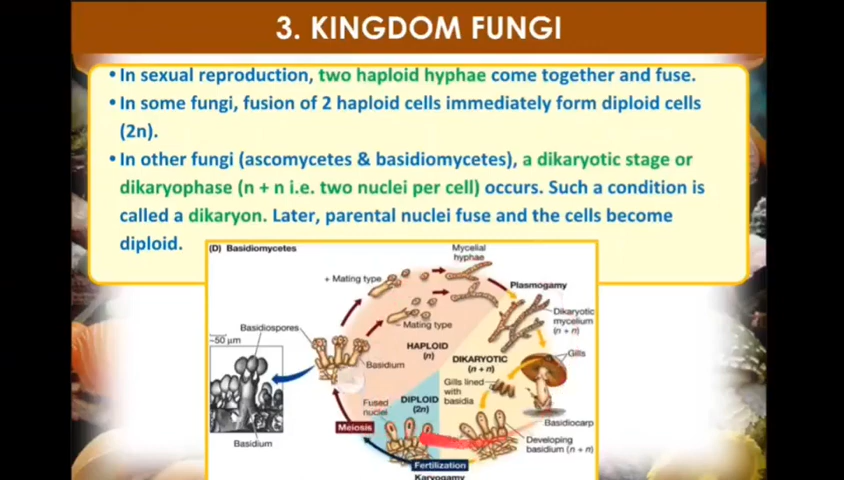 3. KINGDOM FUNGI
• In sexual reproduction, two haploid hyphae come together and fuse.
• In some fungi, fusion of 2 haploid cells immediately form diploid cells
(2n).
• In other fungi (ascomycetes & basidiomycetes), a dikaryotic stage or
dikaryophase (n + n i.e. two nuclei per cell) occurs. Such a condition is
called a dikaryon. Later, parental nuclei fuse and the cells become
diploid.
(D) Basidiomycetes
Mycelial
hyphae
+ Mating type
Plasmogamy
Dikaryotic
mycelium
(n + n)
− Mating type
Basidiospores
~50 µm
HAPLOID
(n)
Basidium
DIKARYOTIC
(n + n)
Gills
Gills lined
with
basidia
Fused
nuclei
DIPLOID
(2n)
Basidiocarp
Meiosis
Developing
basidium (n + n)
Basidium
Fertilization
Karyogamy